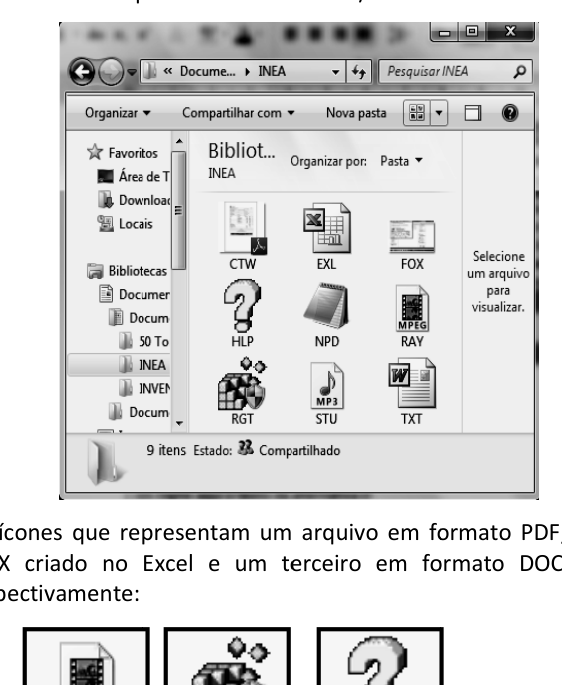 « Docume... ▸ INEA
Pesquisar INEA
Organizar ▾ Compartilhar com ▾ Nova pasta
Favoritos
Área de T
Downloac
Locais
Bibliotecas
Documer
Docum
50 To
INEA
INVEN
Docum
Bibliot...
INEA
Organizar por: Pasta ▾
CTW EXL FOX
HLP NPD RAY
MPEG
RGT STU TXT
MP3
Selecione
um arquivo
para
visualizar.
9 itens Estado: Compartilhado
ícones que representam um arquivo em formato PDF,
X criado no Excel e um terceiro em formato DOC
pectivamente: